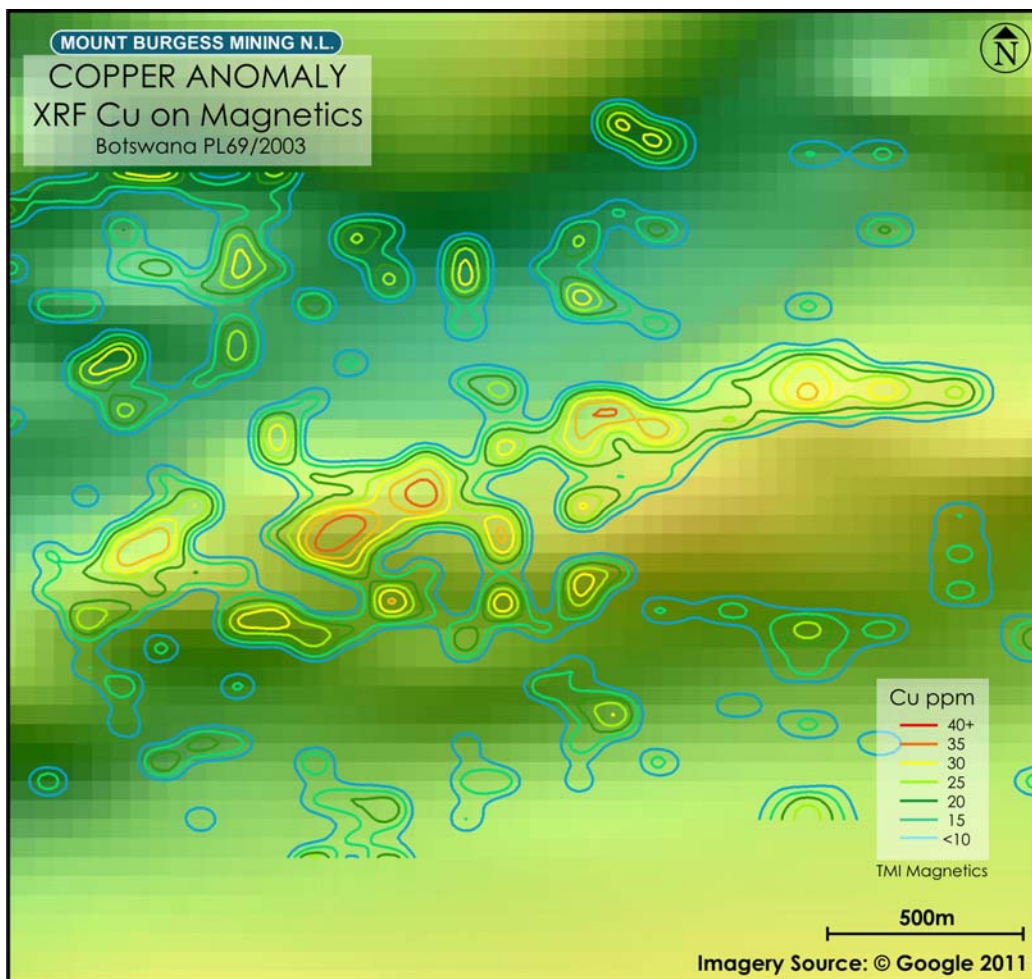 MOUNT BURGESS MINING N.L.
COPPER ANOMALY
XRF Cu on Magnetics
Botswana PL69/2003
N
Cu ppm
40+
35
30
25
20
15
<10
TMI Magnetics
500m
Imagery Source: © Google 2011